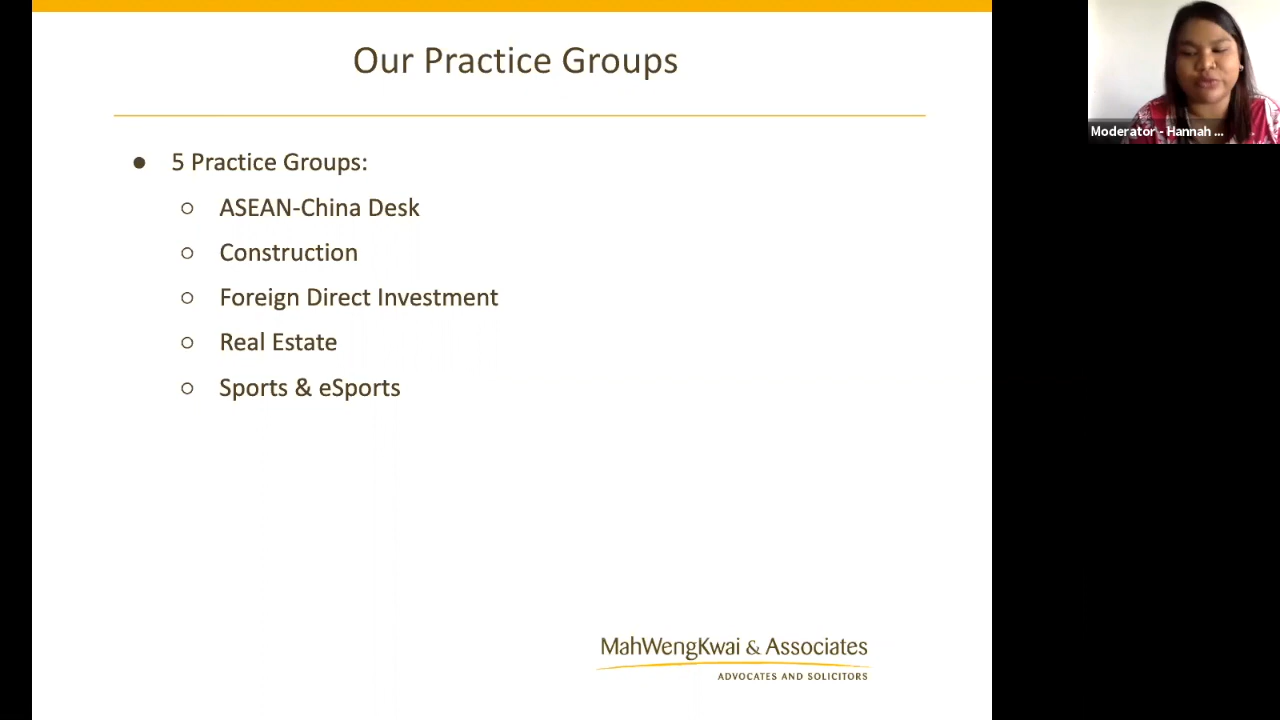 Our Practice Groups
● 5 Practice Groups:
○ ASEAN-China Desk
○ Construction
○ Foreign Direct Investment
○ Real Estate
○ Sports & eSports
MahWengKwai & Associates
ADVOCATES AND SOLICITORS
Moderator - Hannah ...